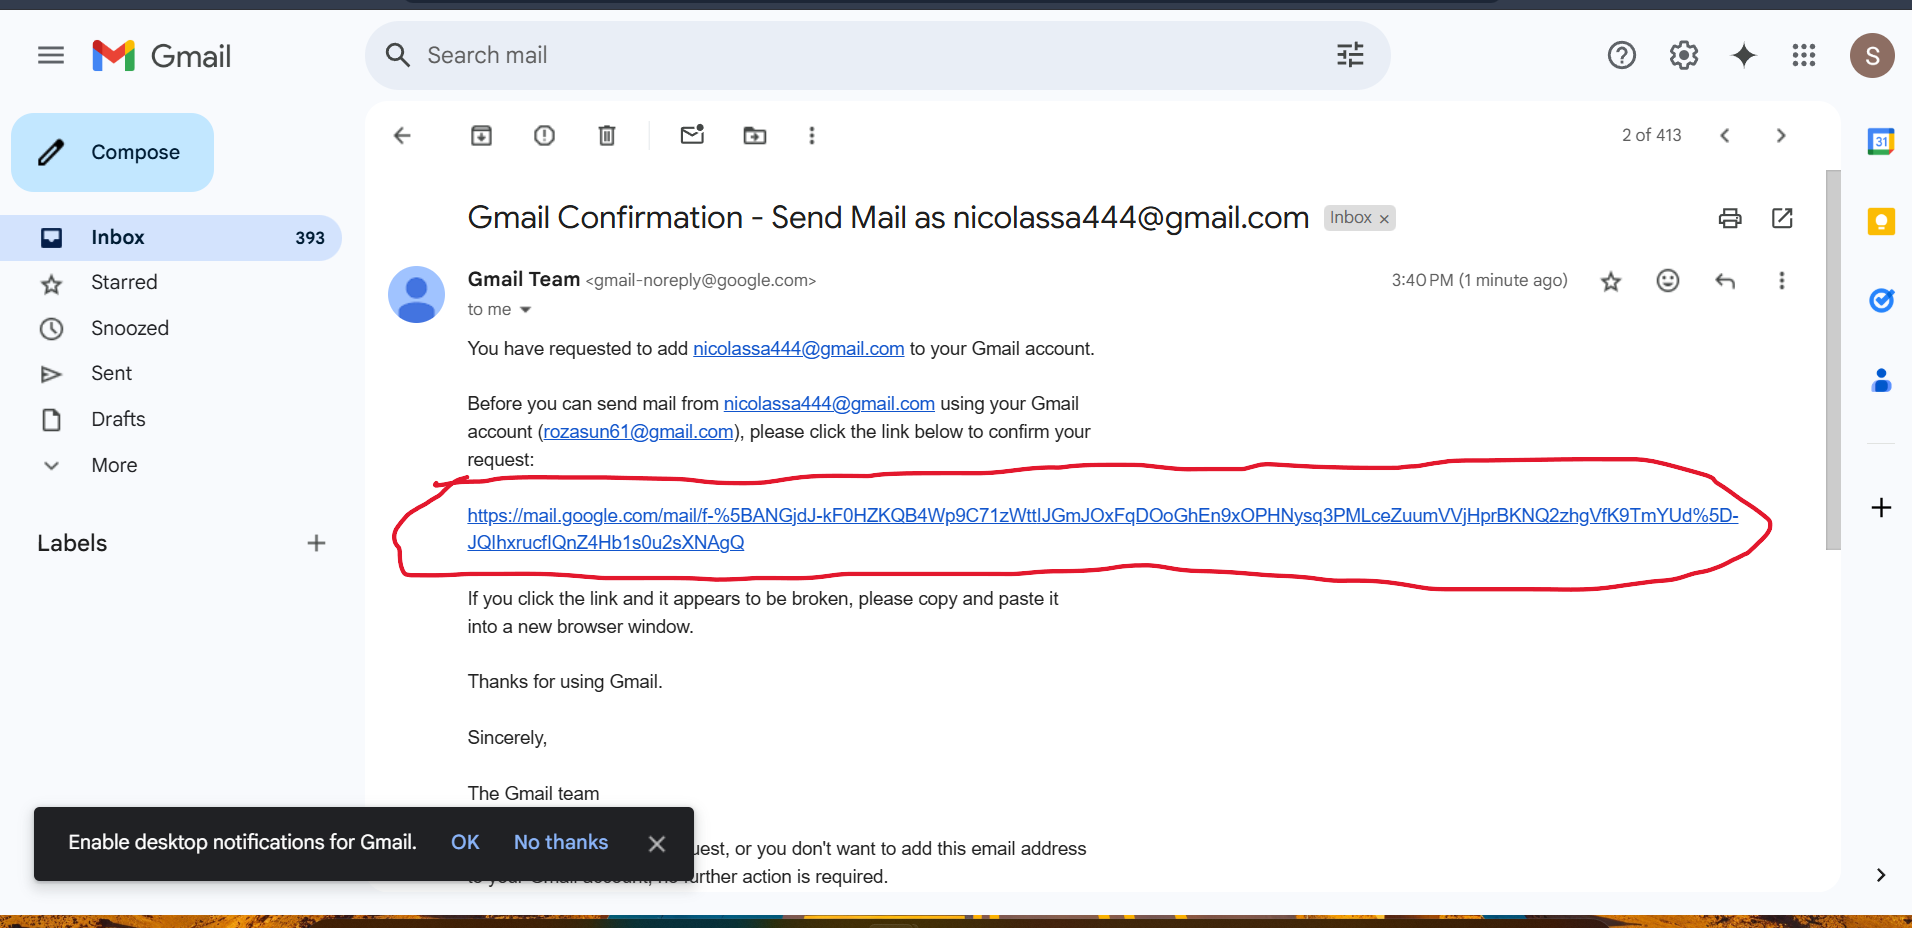 Gmail
Search mail
S
Compose
2 of 413
31
Gmail Confirmation - Send Mail as nicolassa444@gmail.com Inbox ×
Inbox 393
Starred
Snoozed
Sent
Drafts
More
Labels
Gmail Team <gmail-noreply@google.com> 3:40 PM (1 minute ago)
to me
You have requested to add nicolassa444@gmail.com to your Gmail account.
Before you can send mail from nicolassa444@gmail.com using your Gmail
account (rozasun61@gmail.com), please click the link below to confirm your
request:
https://mail.google.com/mail/f-%5BANGjdJ-kF0HZKQB4Wp9C71zWttIJGmJOxFqDOoGhEn9xOPHNysq3PMLceZuumVVjHprBKNQ2zhgVfK9TmYUd%5D-
JQIhxrucflQnZ4Hb1s0u2sXNAgQ
If you click the link and it appears to be broken, please copy and paste it
into a new browser window.
Thanks for using Gmail.
Sincerely,
The Gmail team
Enable desktop notifications for Gmail. OK No thanks
uest, or you don't want to add this email address
further action is required.